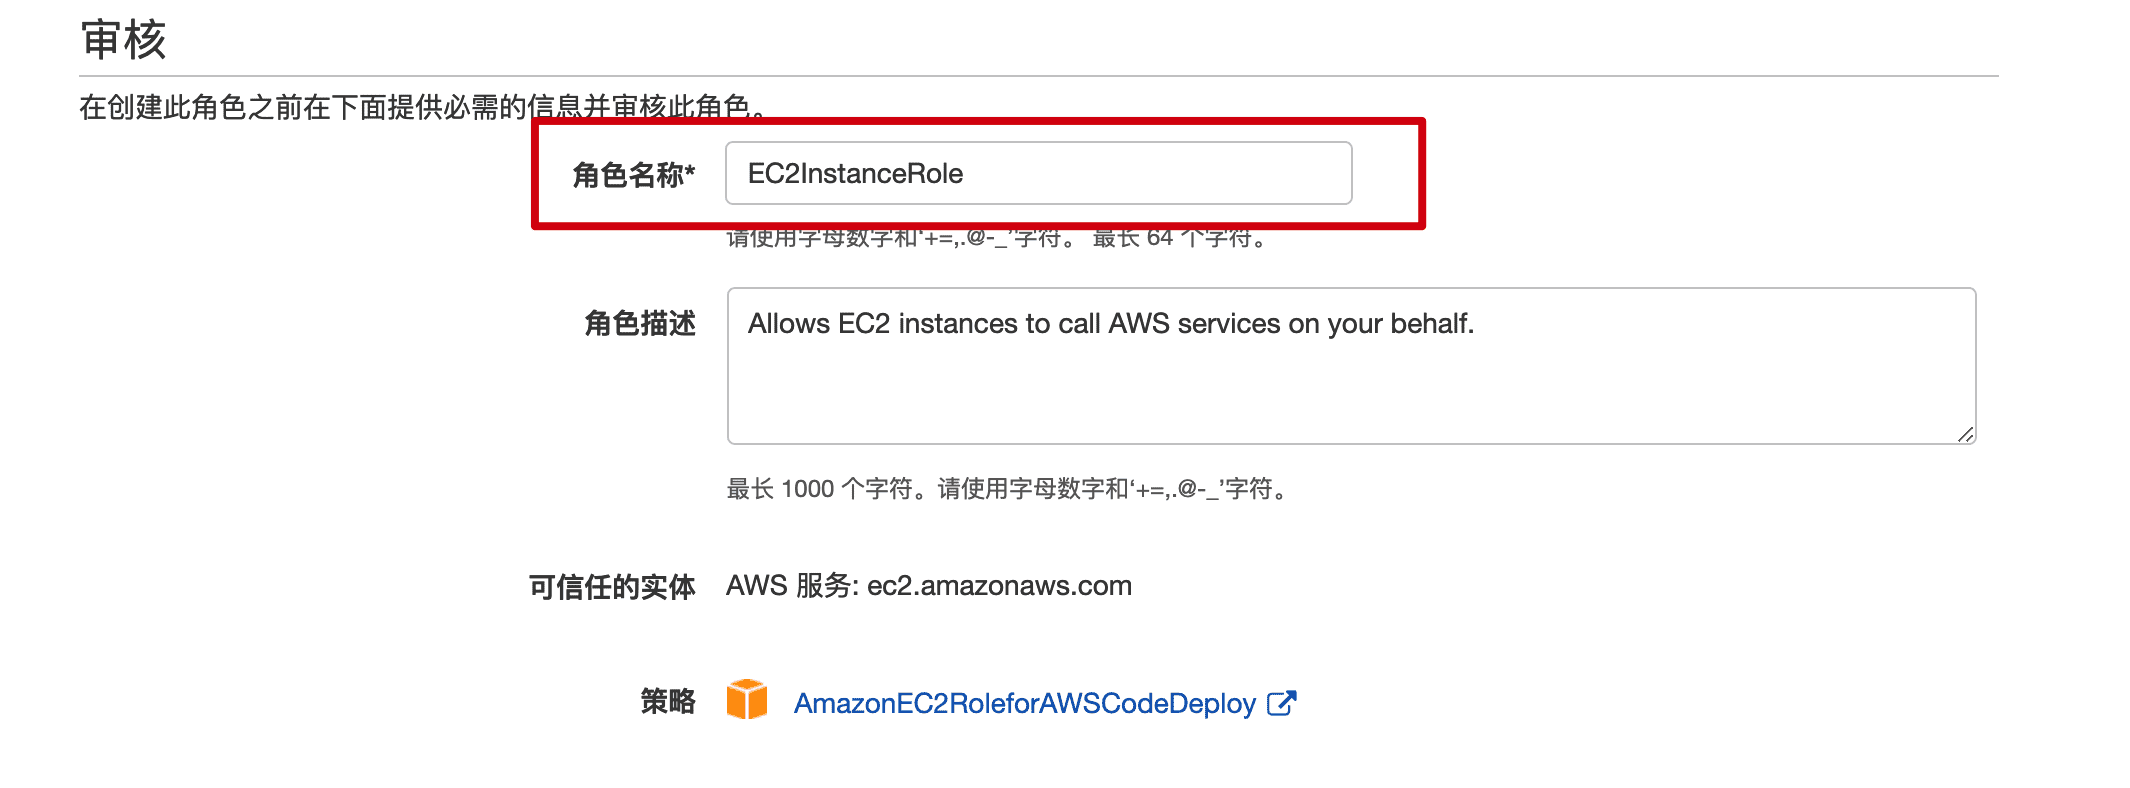 审核
在创建此角色之前在下面提供必需的信息并审核此角色。
角色名称* EC2InstanceRole
请使用字母数字和‘+=,.@-_’字符。 最长 64 个字符。
角色描述 Allows EC2 instances to call AWS services on your behalf.
最长 1000 个字符。请使用字母数字和‘+=,.@-_’字符。
可信任的实体 AWS 服务: ec2.amazonaws.com
策略 AmazonEC2RoleforAWSCodeDeploy